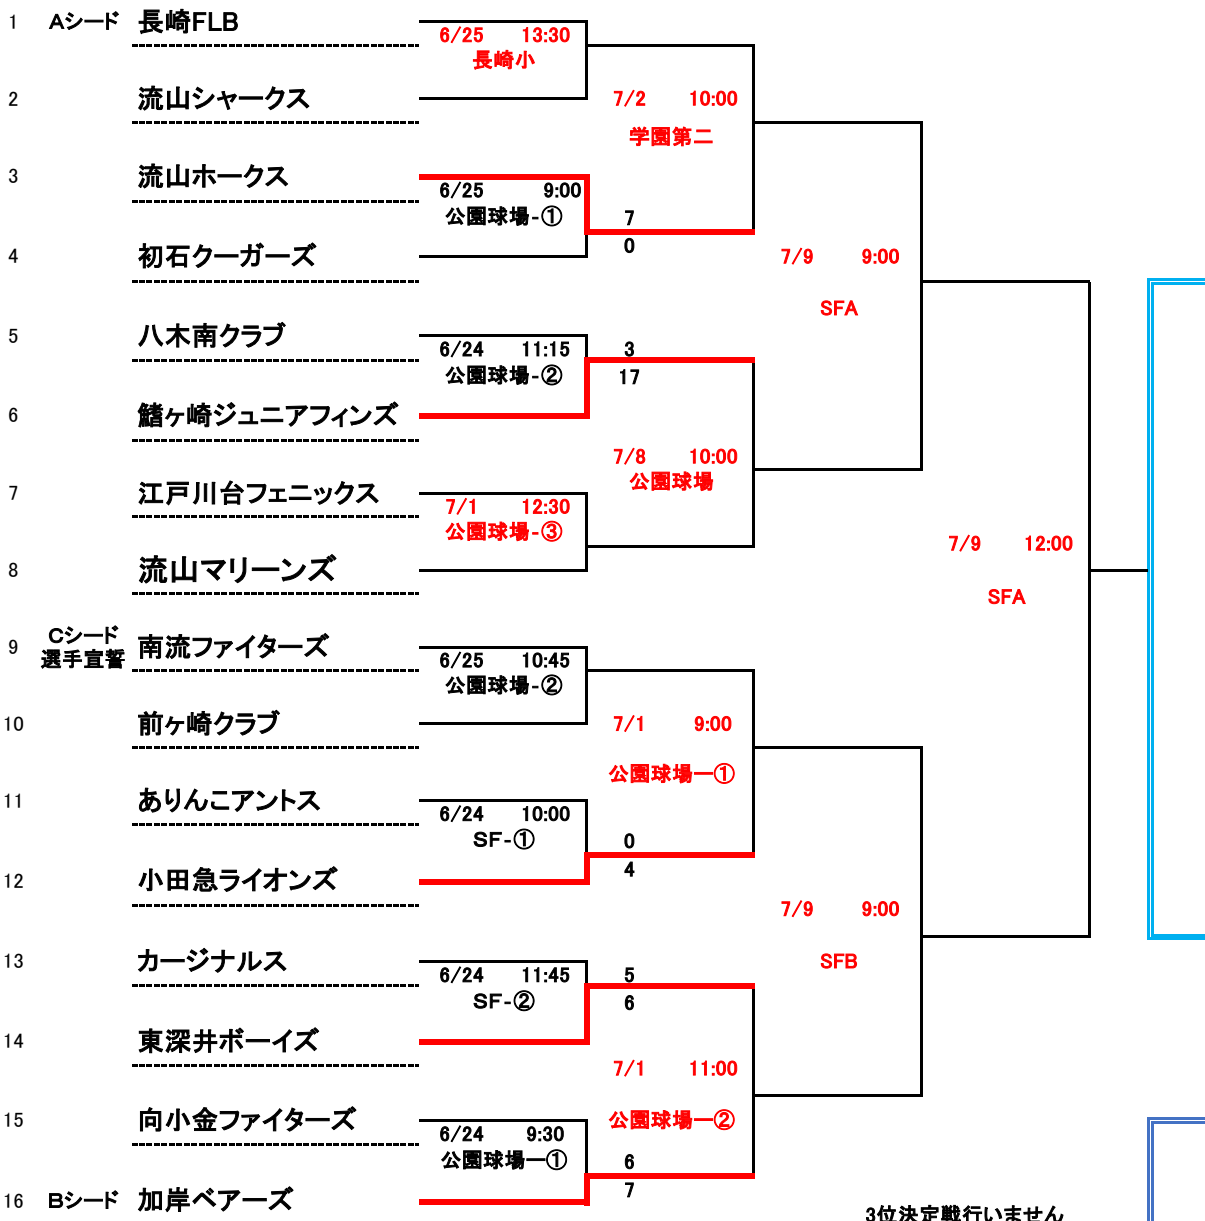 1 Aシード 長崎FLB
6/25 13:30
長崎小
2 流山シャークス
7/2 10:00
学園第二
3 流山ホークス
6/25 9:00
公園球場-①
7
0
4 初石クーガーズ
7/9 9:00
SFA
5 八木南クラブ
6/24 11:15
公園球場-②
3
17
6 鰭ヶ崎ジュニアフィンズ
7/8 10:00
公園球場
7 江戸川台フェニックス
7/1 12:30
公園球場-③
8 流山マリーンズ
7/9 12:00
SFA
9 Cシード
選手宣誓 南流ファイターズ
6/25 10:45
公園球場-②
10 前ヶ崎クラブ
7/1 9:00
公園球場ー①
11 ありんこアントス
6/24 10:00
SF-①
0
4
12 小田急ライオンズ
7/9 9:00
SFB
13 カージナルス
6/24 11:45
SF-②
5
6
14 東深井ボーイズ
7/1 11:00
公園球場ー②
15 向小金ファイターズ
6/24 9:30
公園球場ー①
6
7
16 Bシード 加岸ベアーズ
3位決定戦行いません